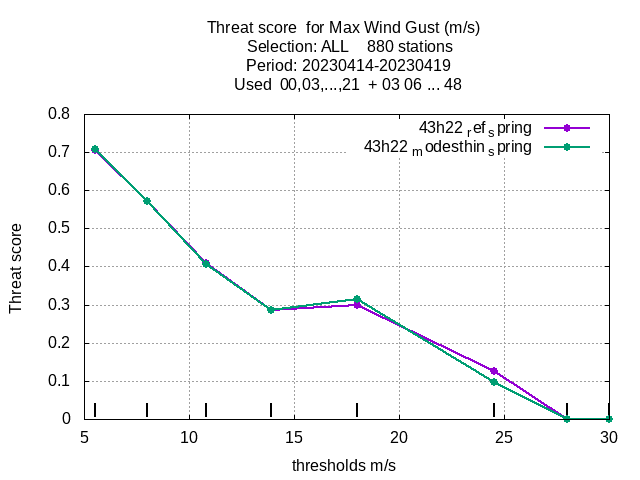 Threat score  for Max Wind Gust (m/s)
Selection: ALL    880 stations
Period: 20230414-20230419
Used  00,03,...,21  + 03 06 ... 48
43h22 ref spring
43h22 modesthin spring
Threat score
0.8
0.7
0.6
0.5
0.4
0.3
0.2
0.1
0
5 10 15 20 25 30
thresholds m/s